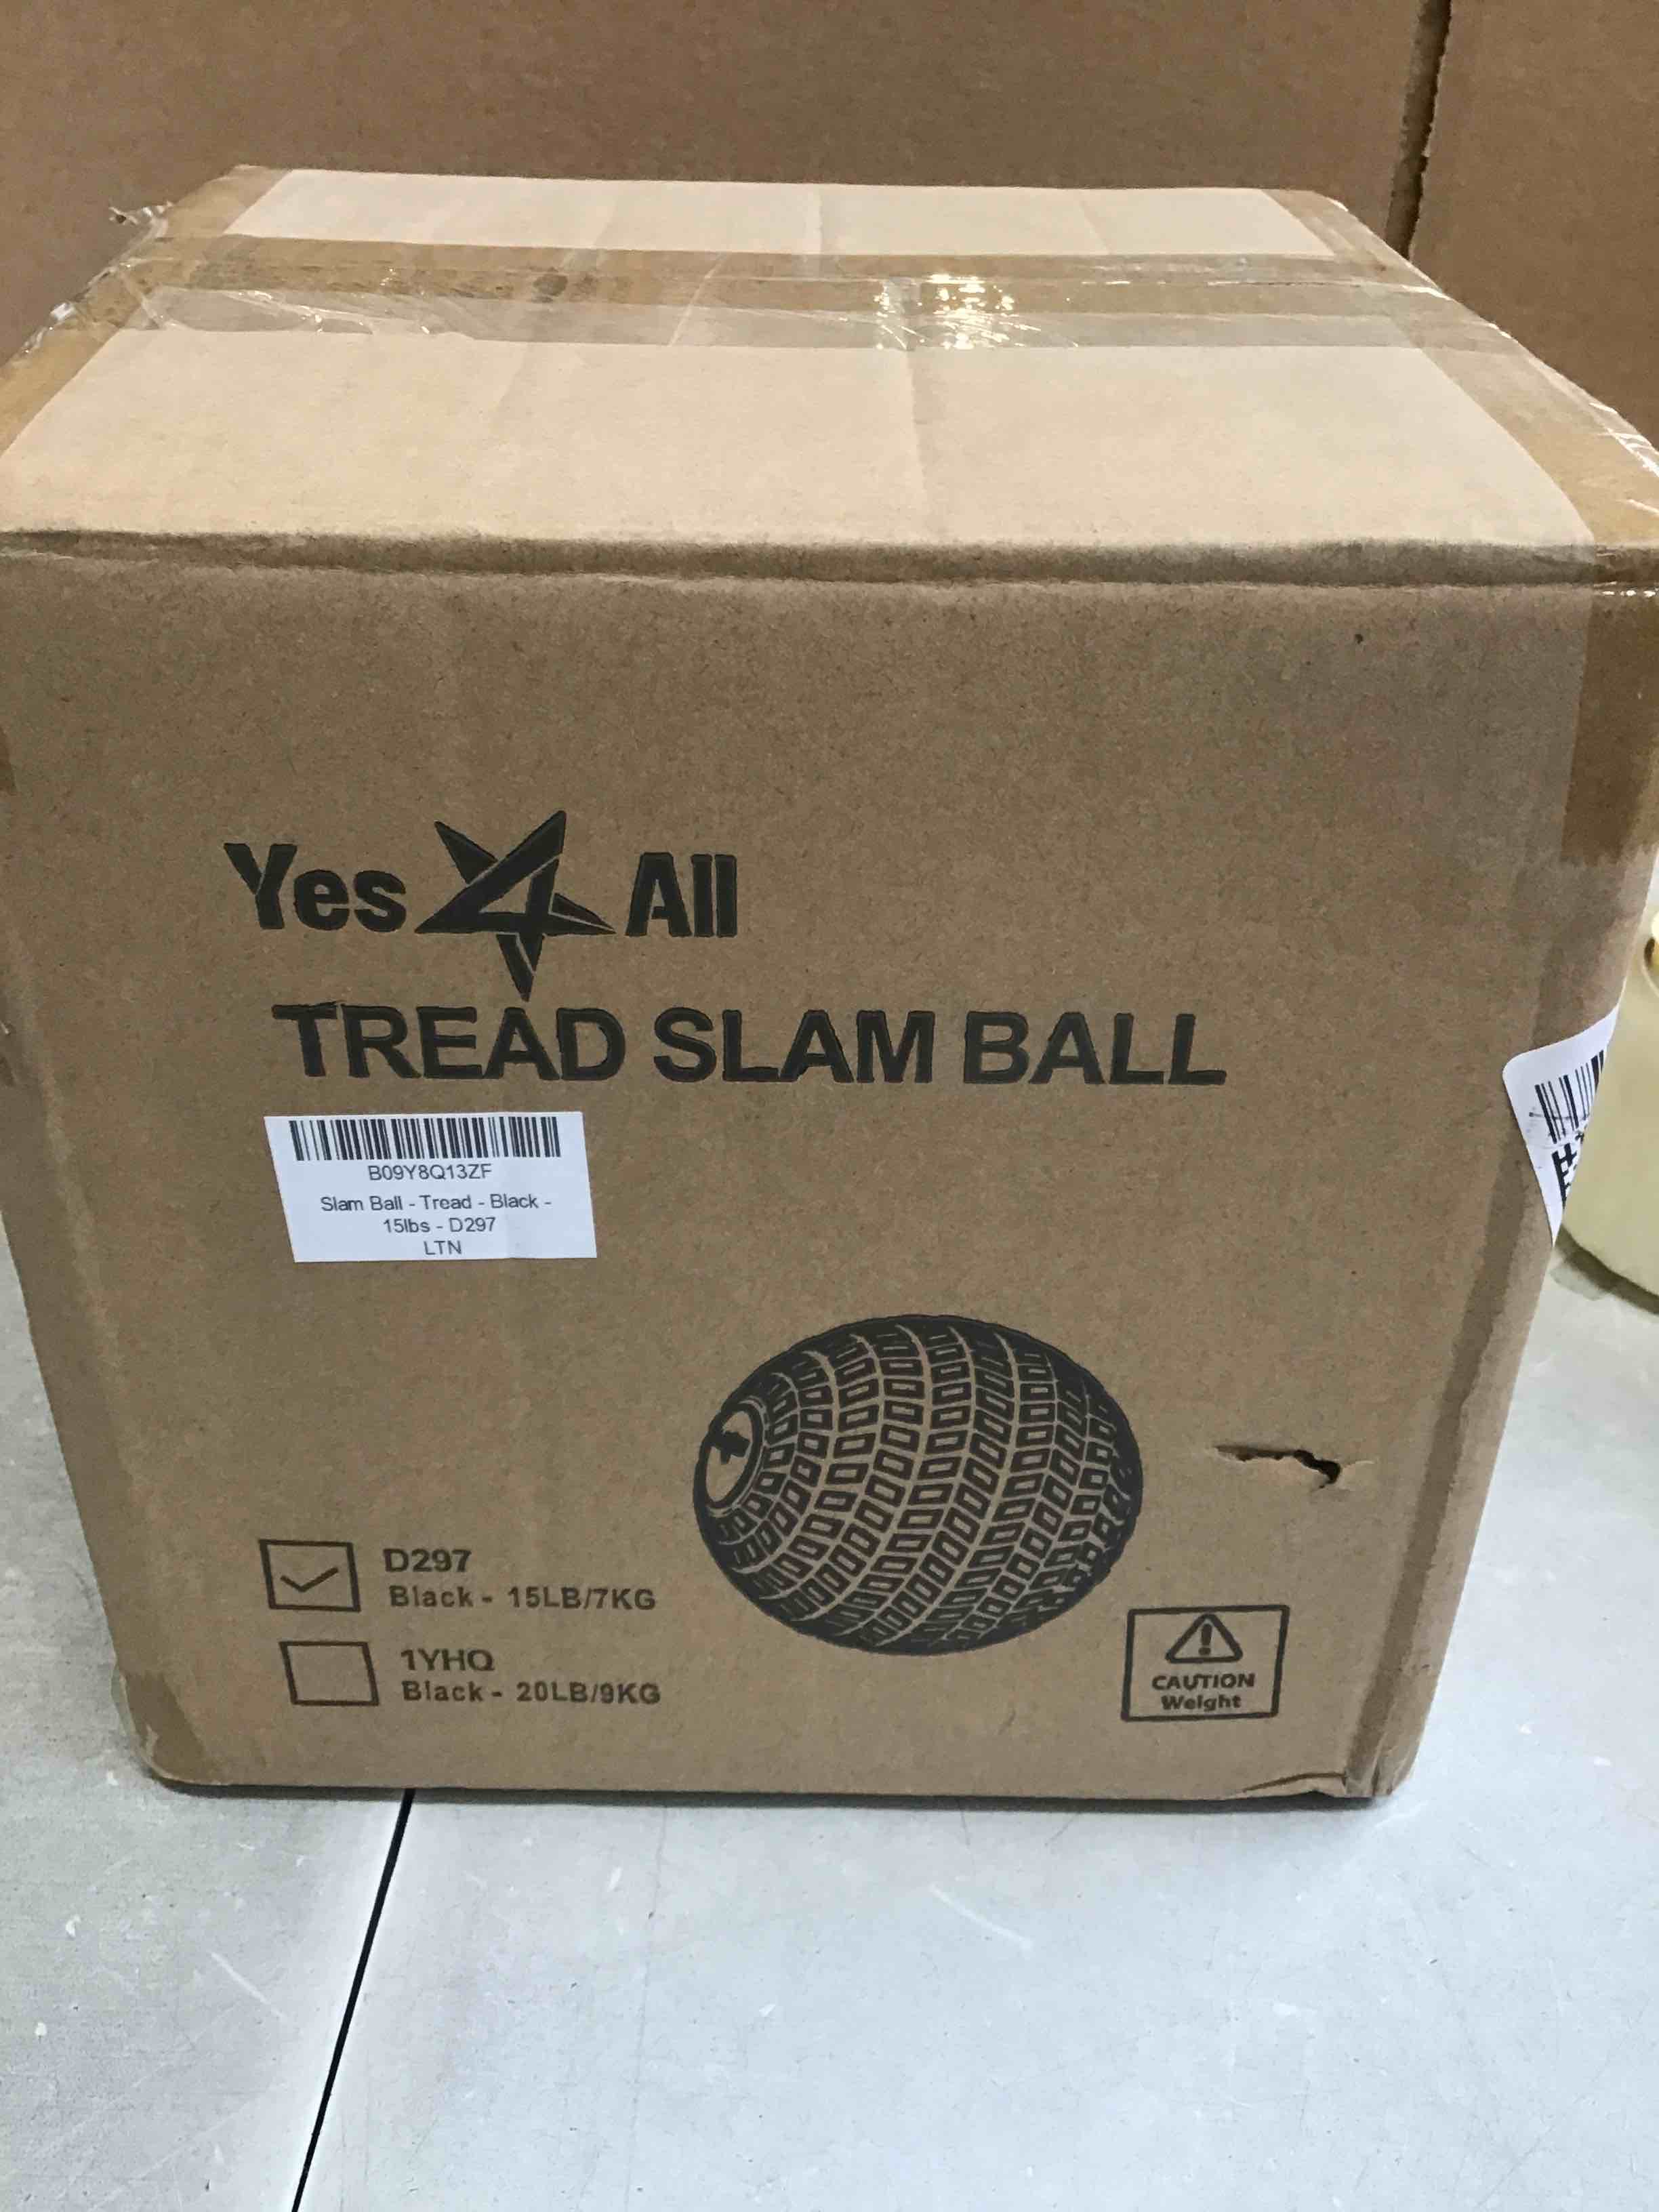 Yes 4 All
TREAD SLAM BALL
B09Y8Q13ZF
Slam Ball - Tread - Black -
15lbs - D297
LTN
D297
Black - 15LB/7KG
1YHQ
Black - 20LB/9KG
CAUTION
Weight